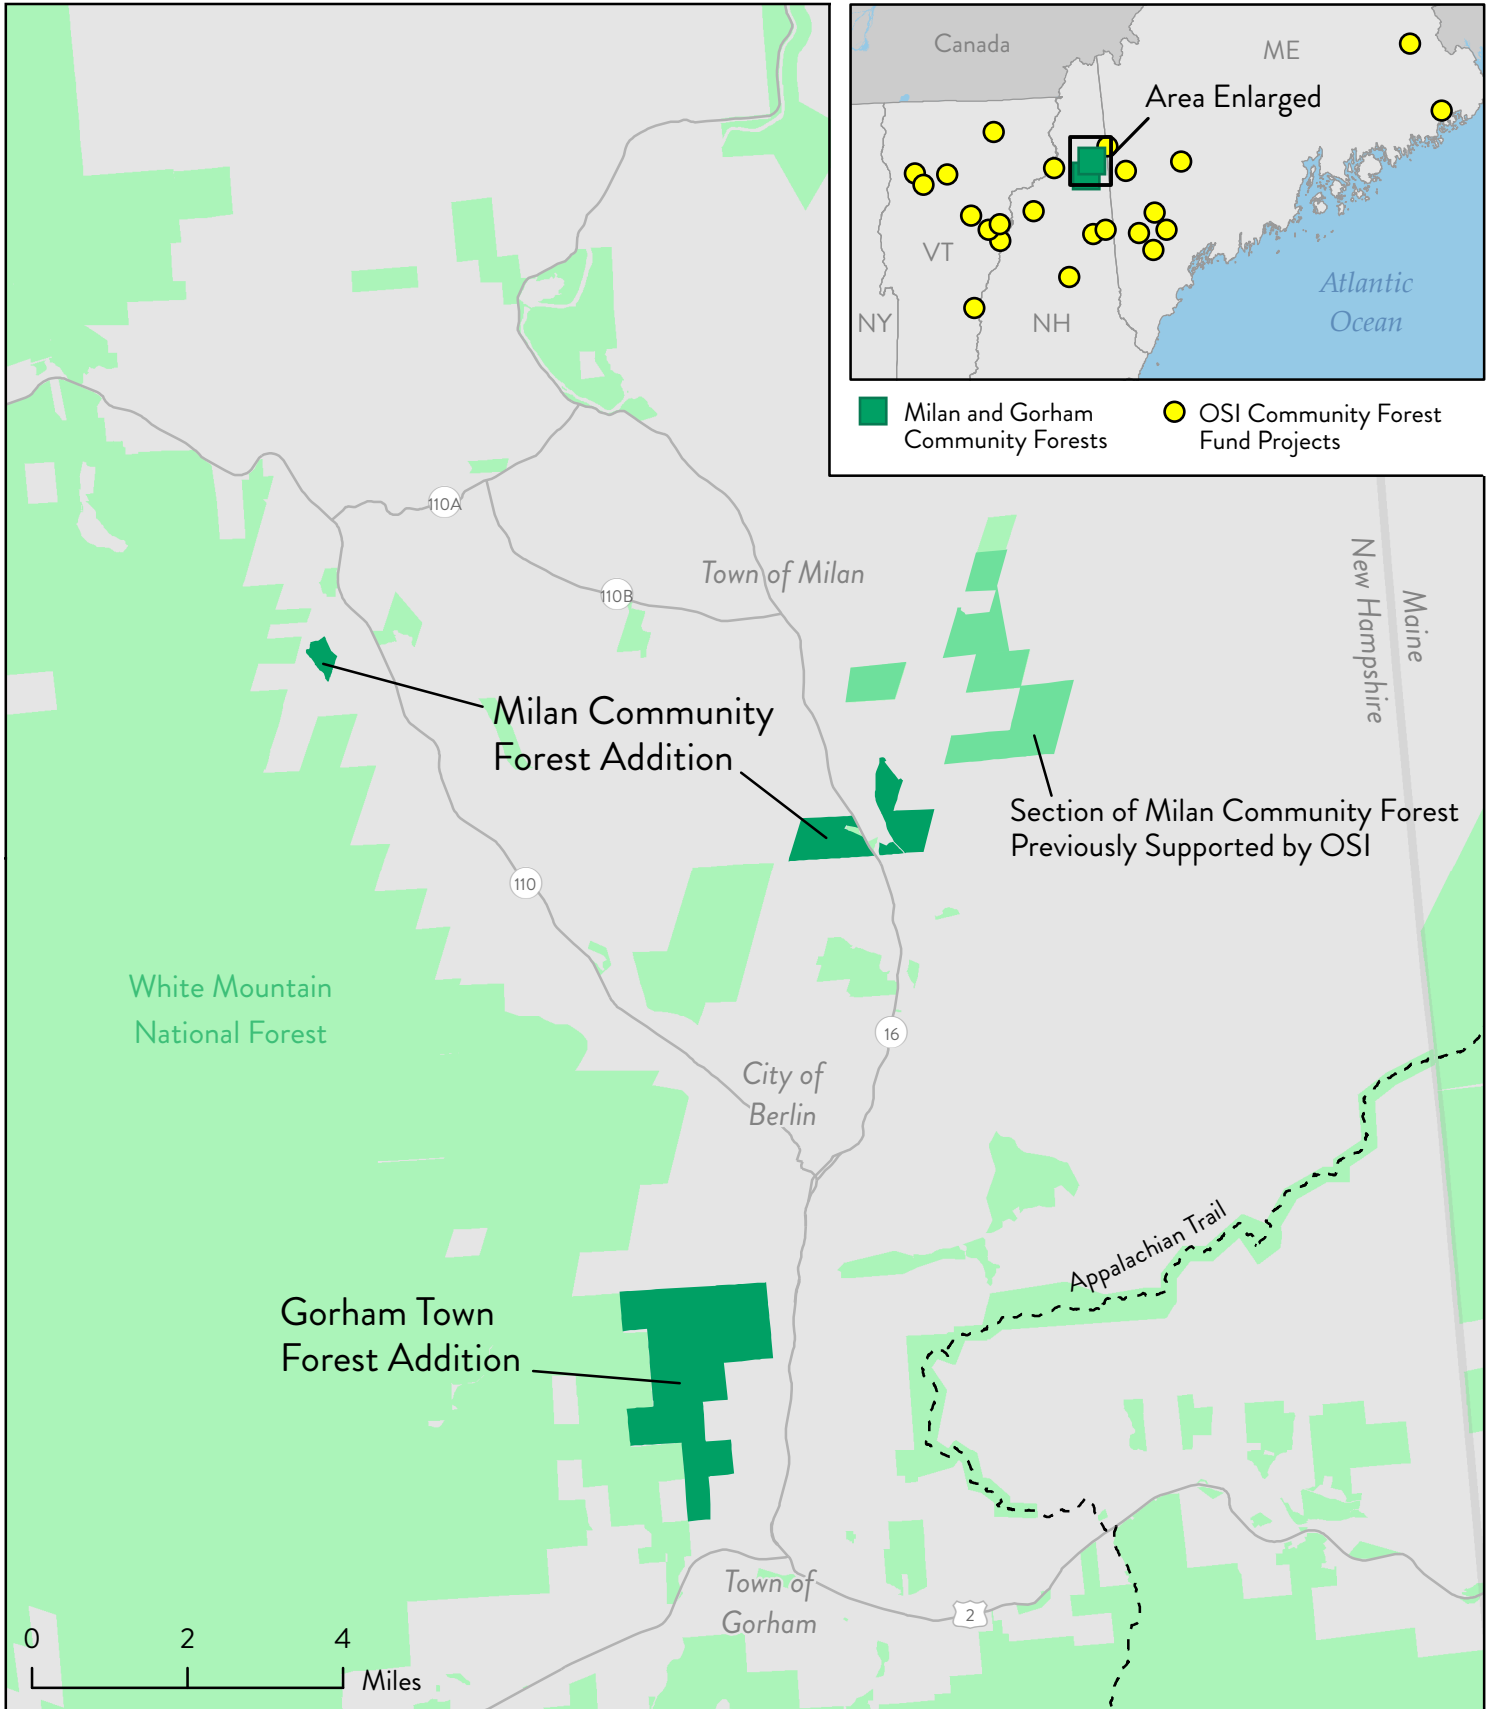 Canada
ME
Area Enlarged
VT
NY
NH
Atlantic
Ocean
Milan and Gorham
Community Forests
OSI Community Forest
Fund Projects
110A
110B
Town of Milan
New Hampshire
Maine
Milan Community
Forest Addition
Section of Milan Community Forest
Previously Supported by OSI
110
White Mountain
National Forest
16
City of
Berlin
Appalachian Trail
Gorham Town
Forest Addition
Town of
Gorham
2
0 2 4
Miles